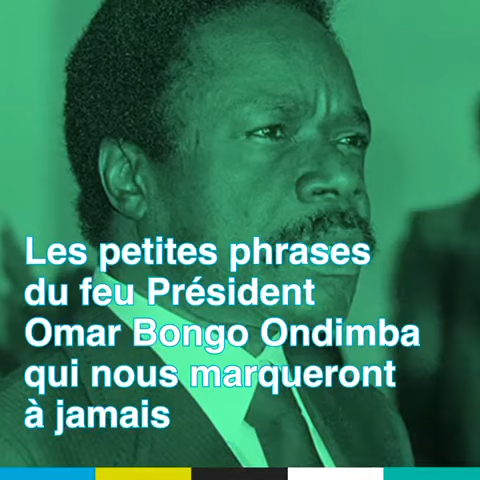 Les petites phrases
du feu Président
Omar Bongo Ondimba
qui nous marqueront
à jamais